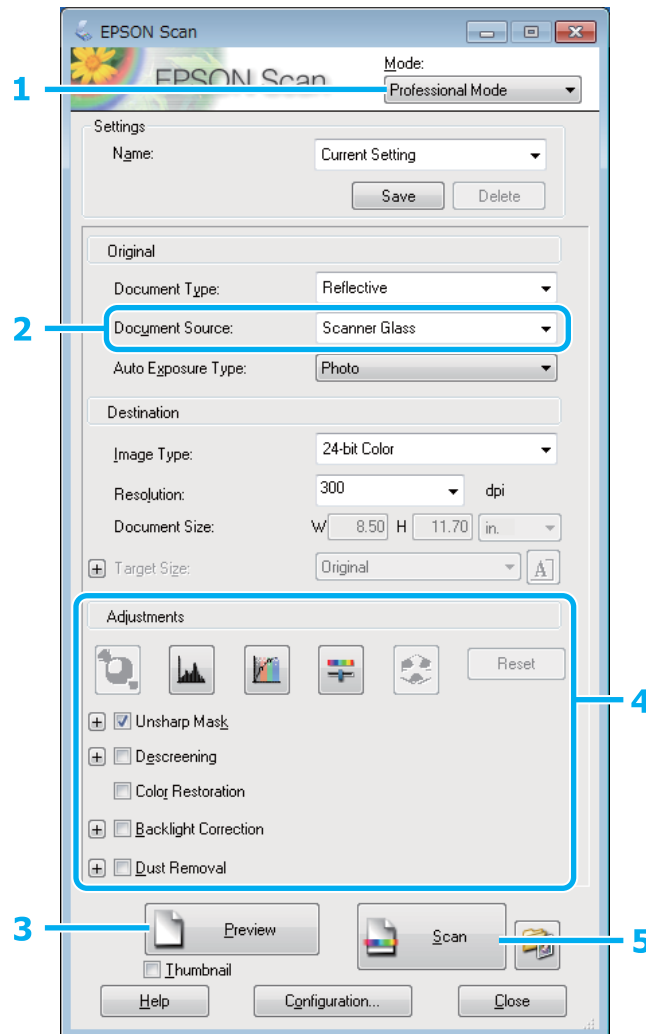 EPSON Scan
EPSON Scan
Mode:
1
Professional Mode
Settings
Name:
Current Setting
Save
Delete
Original
Document Type:
Reflective
2
Document Source:
Scanner Glass
Auto Exposure Type:
Photo
Destination
Image Type:
24-bit Color
Resolution:
300
dpi
Document Size:
W
8.50
H
11.70
in.
Target Size:
Original
A
Adjustments
Reset
4
Unsharp Mask
Descreening
Color Restoration
Backlight Correction
Dust Removal
3
Preview
Scan
5
Thumbnail
Help
Configuration...
Close